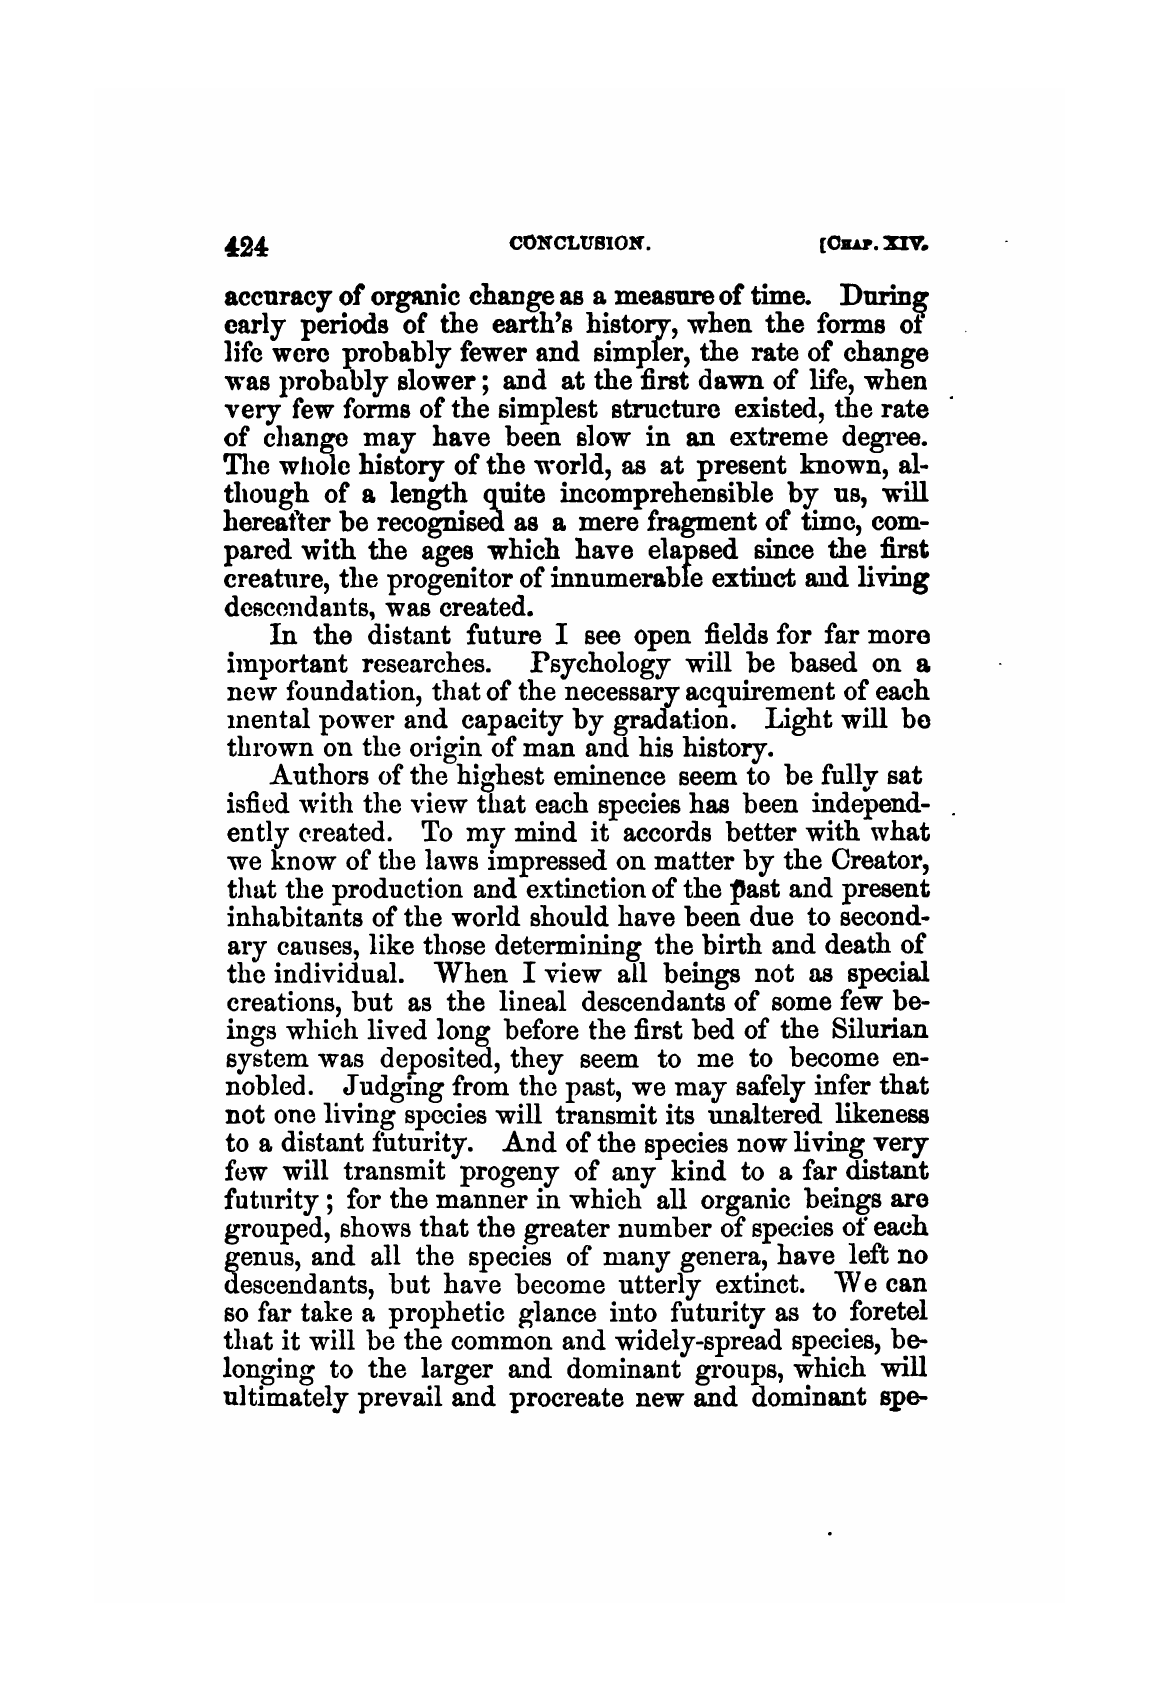 424 CONCLUSION. [CHAP. XIV.
accuracy of organic change as a measure of time. During
early periods of the earth's history, when the forms of
life were probably fewer and simpler, the rate of change
was probably slower; and at the first dawn of life, when
very few forms of the simplest structure existed, the rate
of change may have been slow in an extreme degree.
The whole history of the world, as at present known, al-
though of a length quite incomprehensible by us, will
hereafter be recognised as a mere fragment of time, com-
pared with the ages which have elapsed since the first
creature, the progenitor of innumerable extinct and living
descendants, was created.
In the distant future I see open fields for far more
important researches. Psychology will be based on a
new foundation, that of the necessary acquirement of each
mental power and capacity by gradation. Light will be
thrown on the origin of man and his history.
Authors of the highest eminence seem to be fully sat
isfied with the view that each species has been independ-
ently created. To my mind it accords better with what
we know of the laws impressed on matter by the Creator,
that the production and extinction of the past and present
inhabitants of the world should have been due to second-
ary causes, like those determining the birth and death of
the individual. When I view all beings not as special
creations, but as the lineal descendants of some few be-
ings which lived long before the first bed of the Silurian
system was deposited, they seem to me to become en-
nobled. Judging from the past, we may safely infer that
not one living species will transmit its unaltered likeness
to a distant futurity. And of the species now living very
few will transmit progeny of any kind to a far distant
futurity; for the manner in which all organic beings are
grouped, shows that the greater number of species of each
genus, and all the species of many genera, have left no
descendants, but have become utterly extinct. We can
so far take a prophetic glance into futurity as to foretel
that it will be the common and widely-spread species, be-
longing to the larger and dominant groups, which will
ultimately prevail and procreate new and dominant spe-